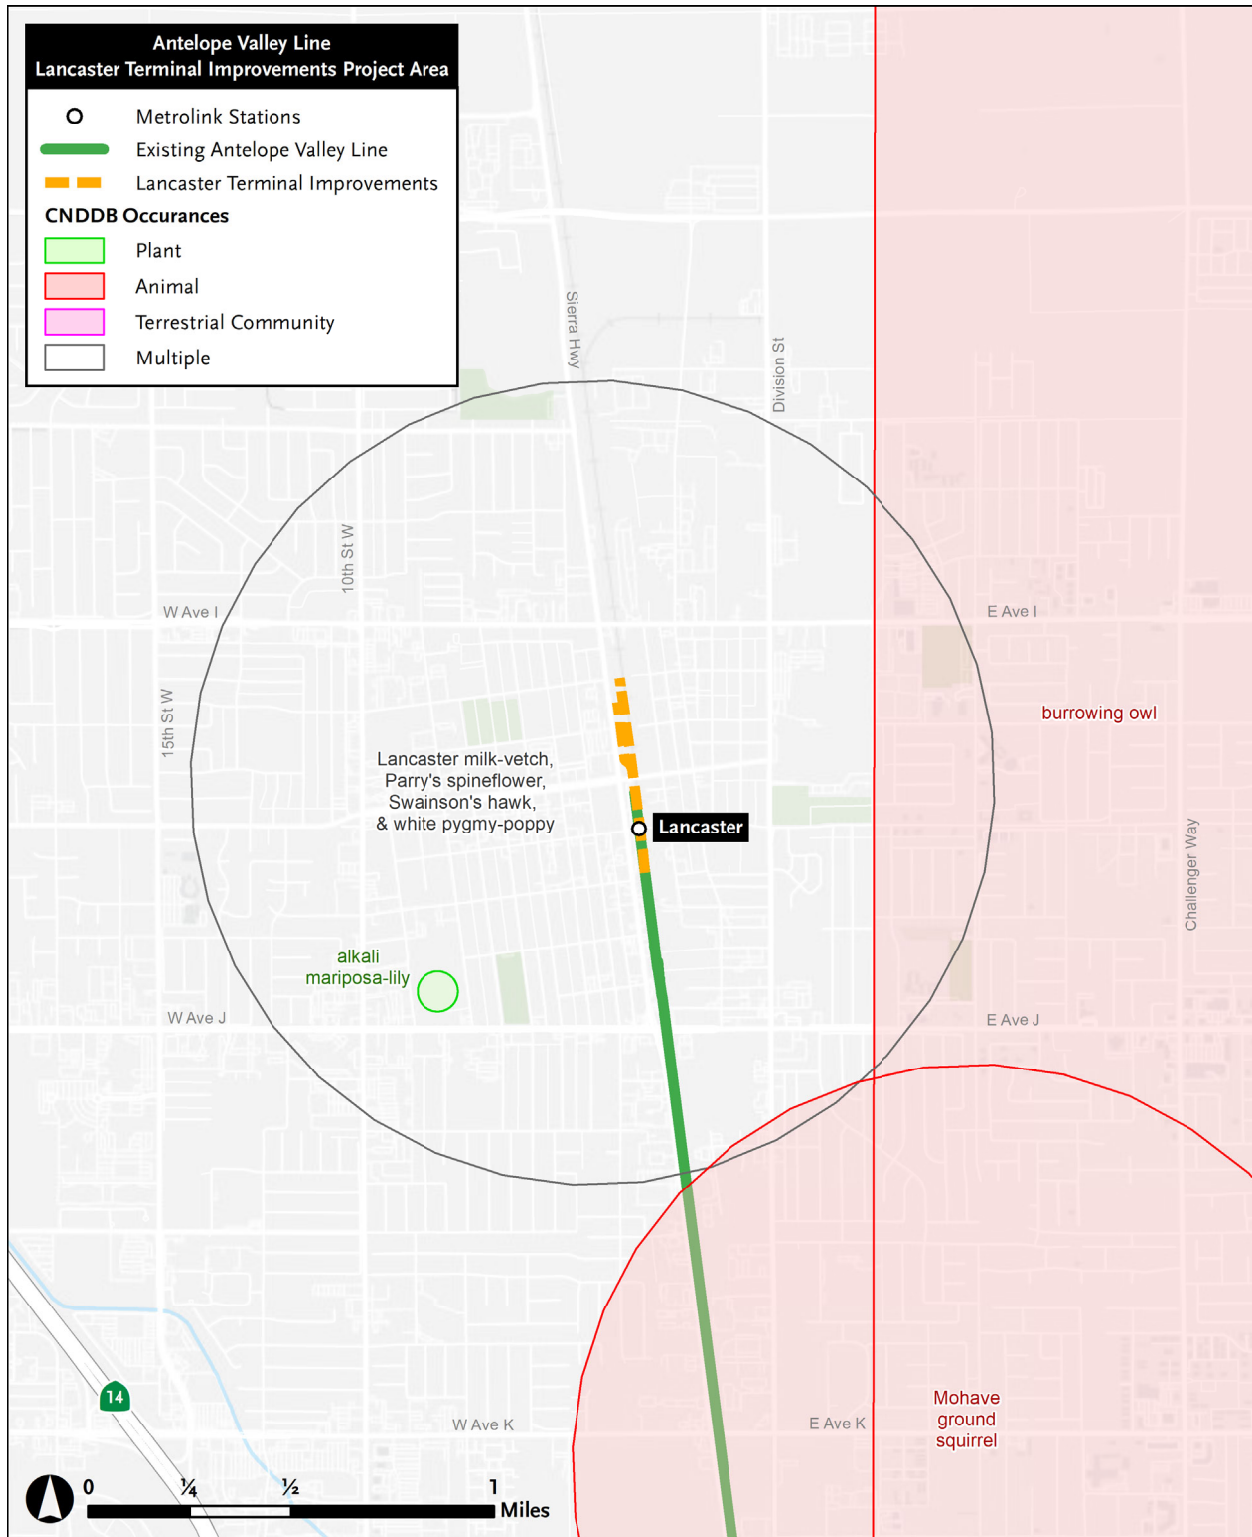 Antelope Valley Line
Lancaster Terminal Improvements Project Area
Metrolink Stations
Existing Antelope Valley Line
Lancaster Terminal Improvements
CNDDB Occurances
Plant
Animal
Terrestrial Community
Multiple
Sierra Hwy
Division St
10th St W
W Ave I
E Ave I
15th St W
burrowing owl
Lancaster milk-vetch,
Parry's spineflower,
Swainson's hawk,
& white pygmy-poppy
Lancaster
Challenger Way
alkali
mariposa-lily
W Ave J
E Ave J
14
W Ave K
E Ave K
Mohave
ground
squirrel
0 ¼ ½ 1
Miles